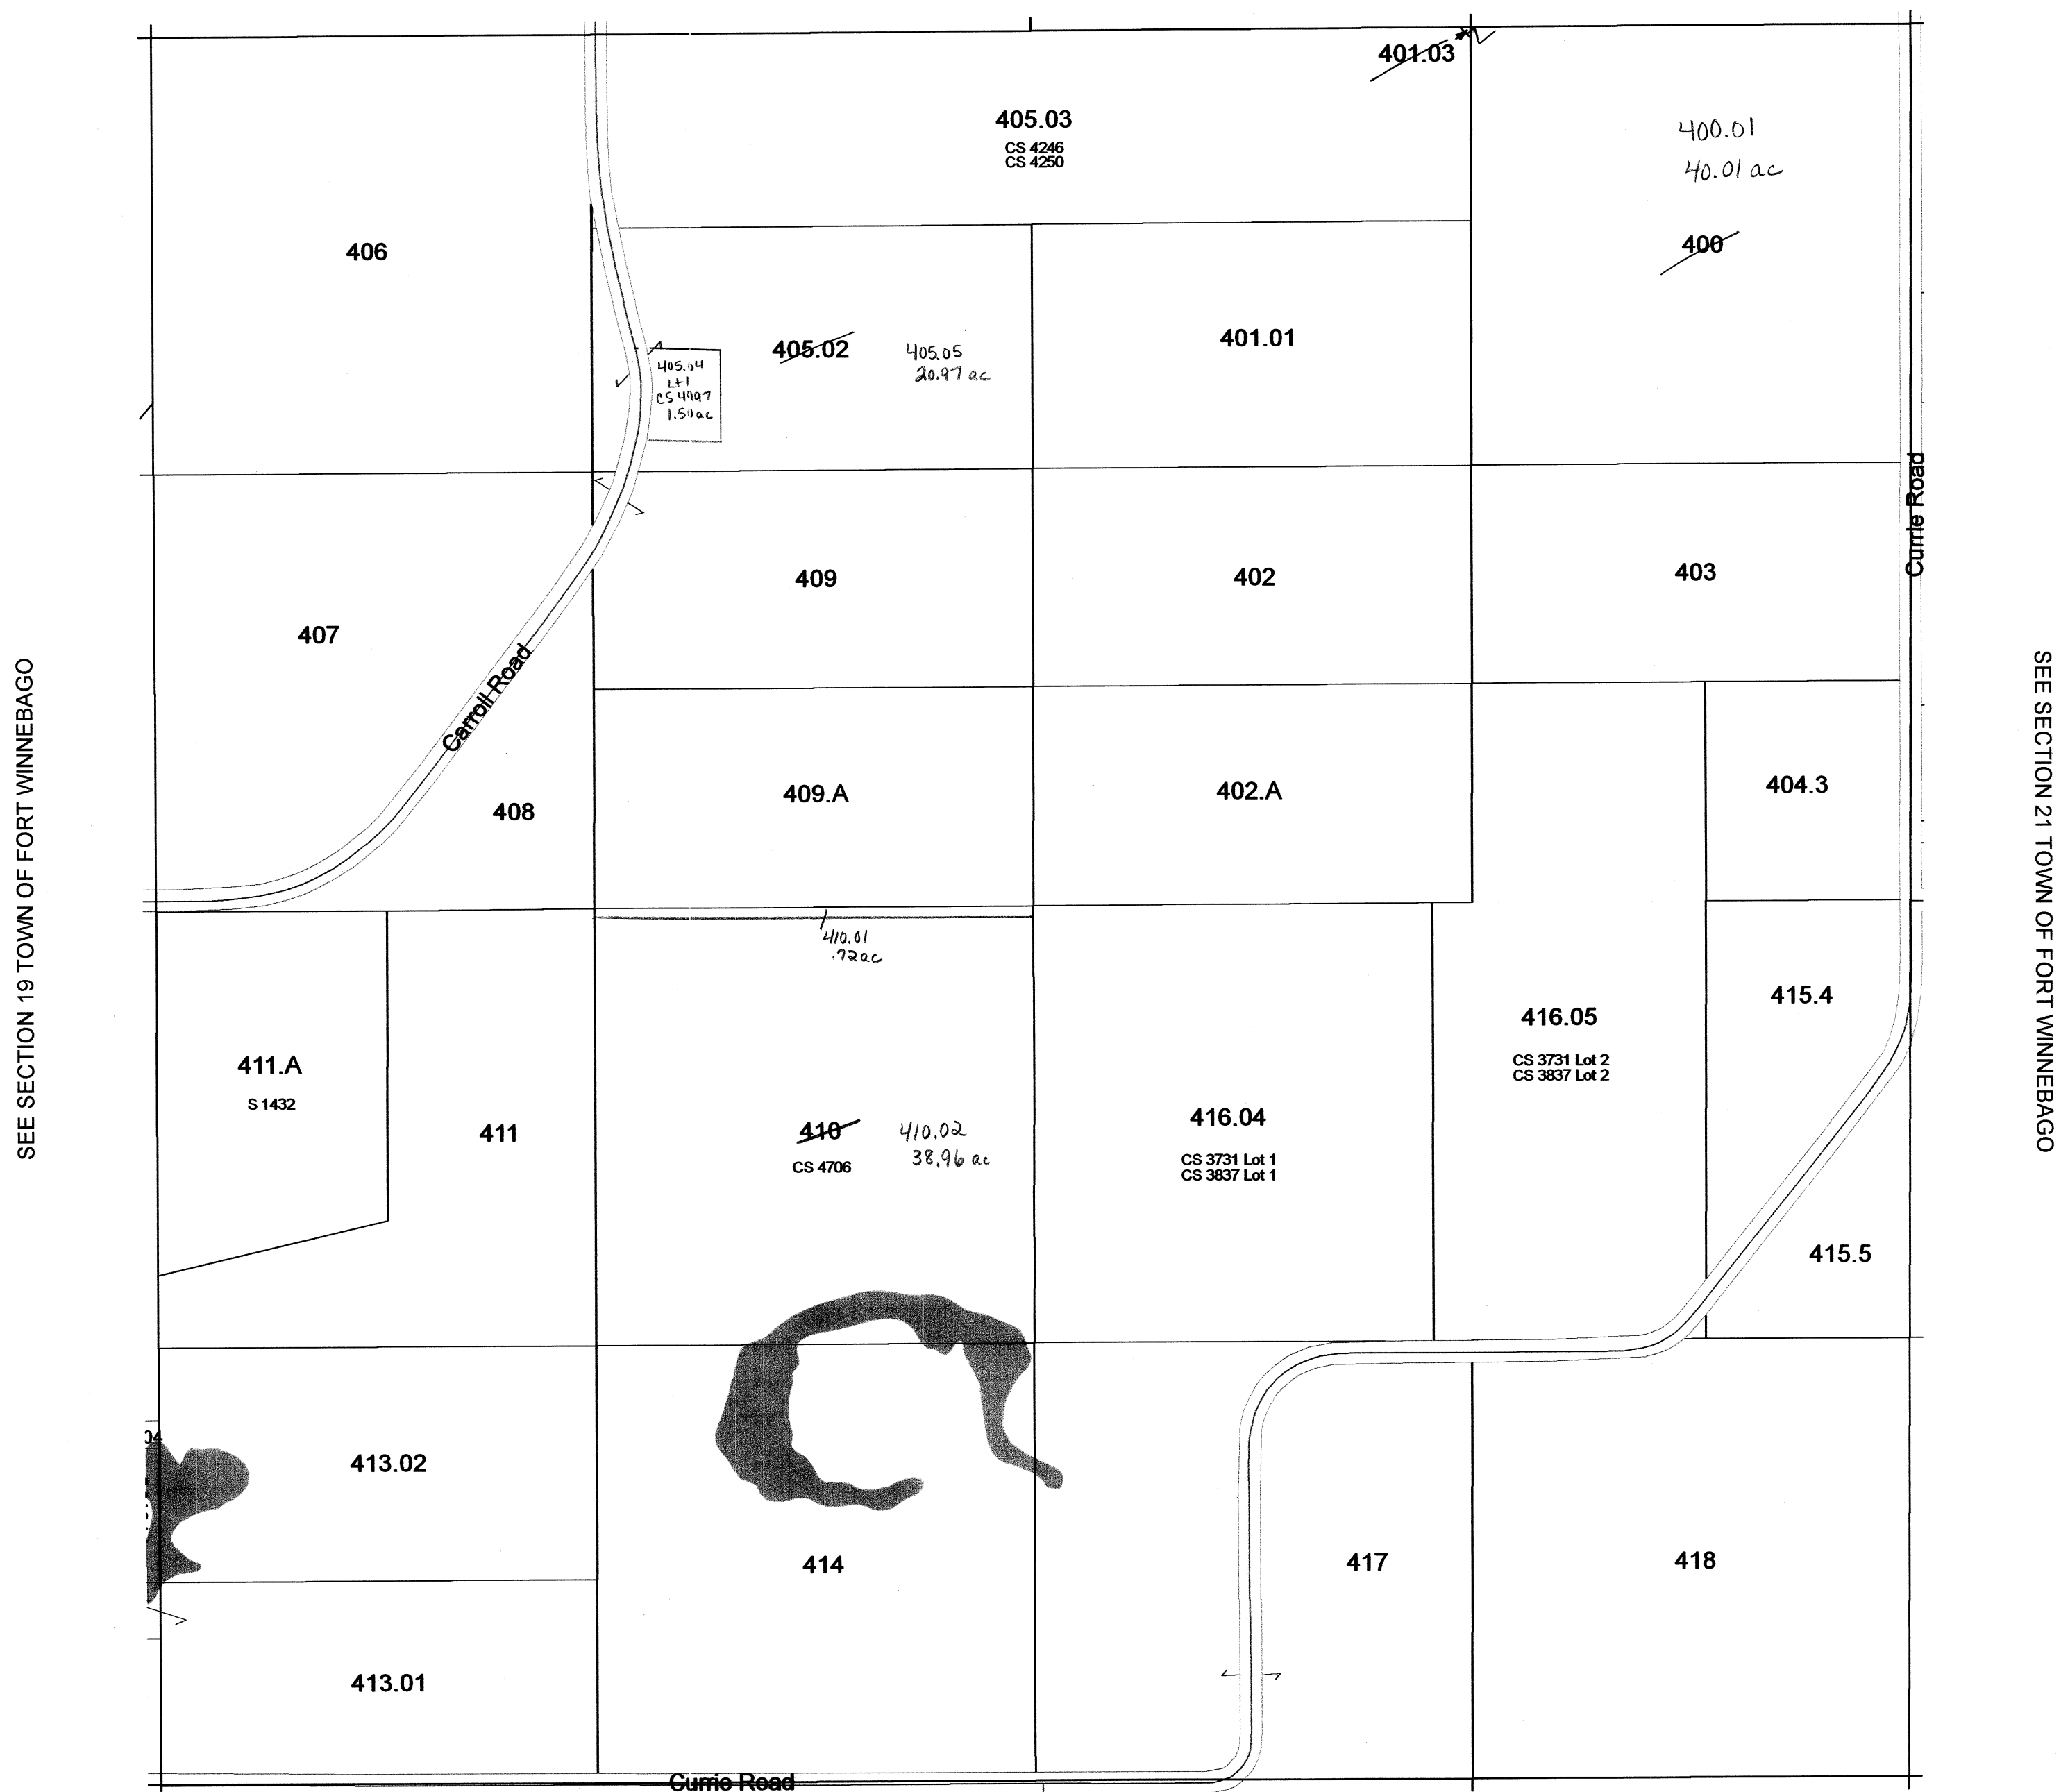 401.03
405.03
CS 4246
CS 4250
400.01
40.01 ac
400
406
405.02
405.05
20.97 ac
401.01
405.04
Lt 1
CS 4997
1.50 ac
Currie Road
409
402
403
407
Carroll Road
408
409.A
402.A
404.3
SEE SECTION 19 TOWN OF FORT WINNEBAGO
SEE SECTION 21 TOWN OF FORT WINNEBAGO
410.01
.72 ac
411.A
S 1432
411
410
CS 4706
410.02
38.96 ac
416.04
CS 3731 Lot 1
CS 3837 Lot 1
416.05
CS 3731 Lot 2
CS 3837 Lot 2
415.4
415.5
04
413.02
414
417
418
413.01
Currie Road